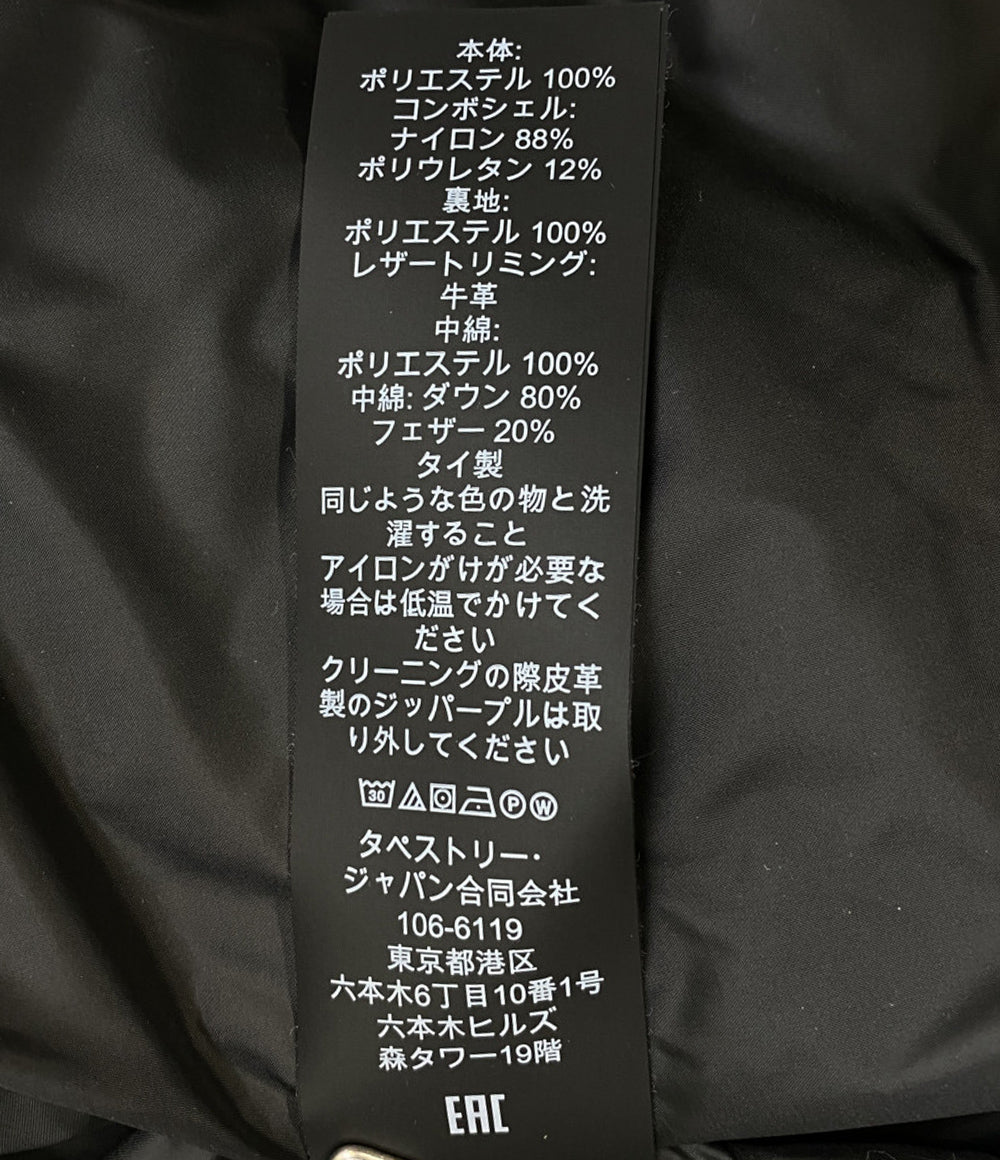 本体:
ポリエステル 100%
コンボシェル:
ナイロン 88%
ポリウレタン 12%
裏地:
ポリエステル 100%
レザートリミング:
牛革
中綿:
ポリエステル 100%
中綿: ダウン 80%
フェザー 20%
タイ製
同じような色の物と洗
濯すること
アイロンがけが必要な
場合は低温でかけてく
ださい
クリーニングの際皮革
製のジッパープルは取
り外してください
30 P W
タペストリー・
ジャパン合同会社
106-6119
東京都港区
六本木6丁目10番1号
六本木ヒルズ
森タワー19階
EAC